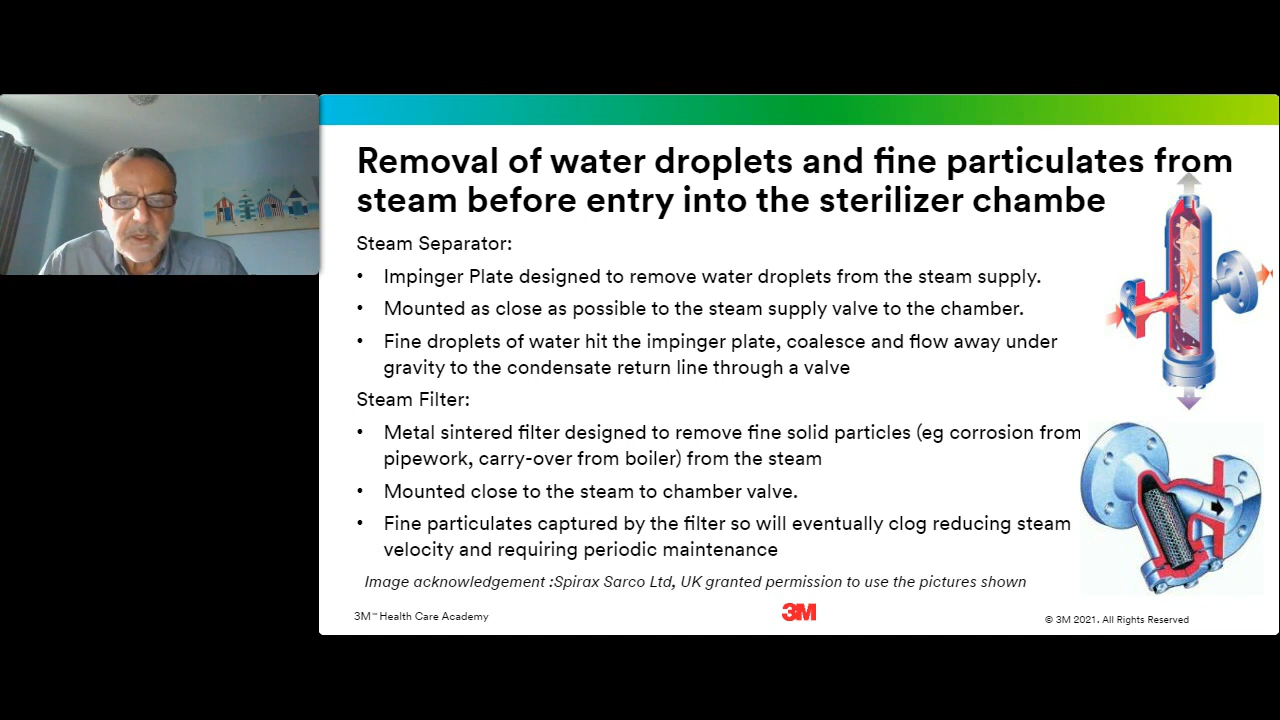 Removal of water droplets and fine particulates from
steam before entry into the sterilizer chambe
Steam Separator:
• Impinger Plate designed to remove water droplets from the steam supply.
• Mounted as close as possible to the steam supply valve to the chamber.
• Fine droplets of water hit the impinger plate, coalesce and flow away under
gravity to the condensate return line through a valve
Steam Filter:
• Metal sintered filter designed to remove fine solid particles (eg corrosion from
pipework, carry-over from boiler) from the steam
• Mounted close to the steam to chamber valve.
• Fine particulates captured by the filter so will eventually clog reducing steam
velocity and requiring periodic maintenance
Image acknowledgement :Spirax Sarco Ltd, UK granted permission to use the pictures shown
3M™ Health Care Academy
3M
© 3M 2021. All Rights Reserved